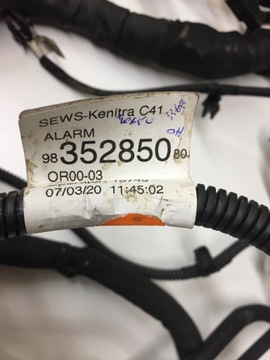 SEWS-Kenitra C41
ALARM
98 352850 80
OR00-03
07/03/20 11:45:02